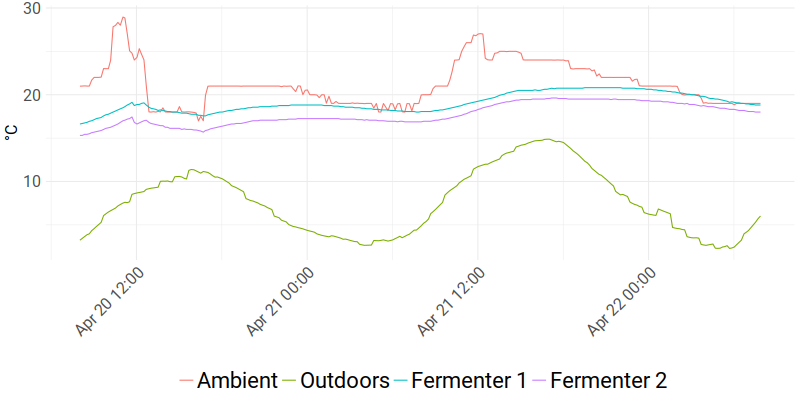 30
20
10
°C
Apr 20 12:00
Apr 21 00:00
Apr 21 12:00
Apr 22 00:00
Ambient Outdoors Fermenter 1 Fermenter 2